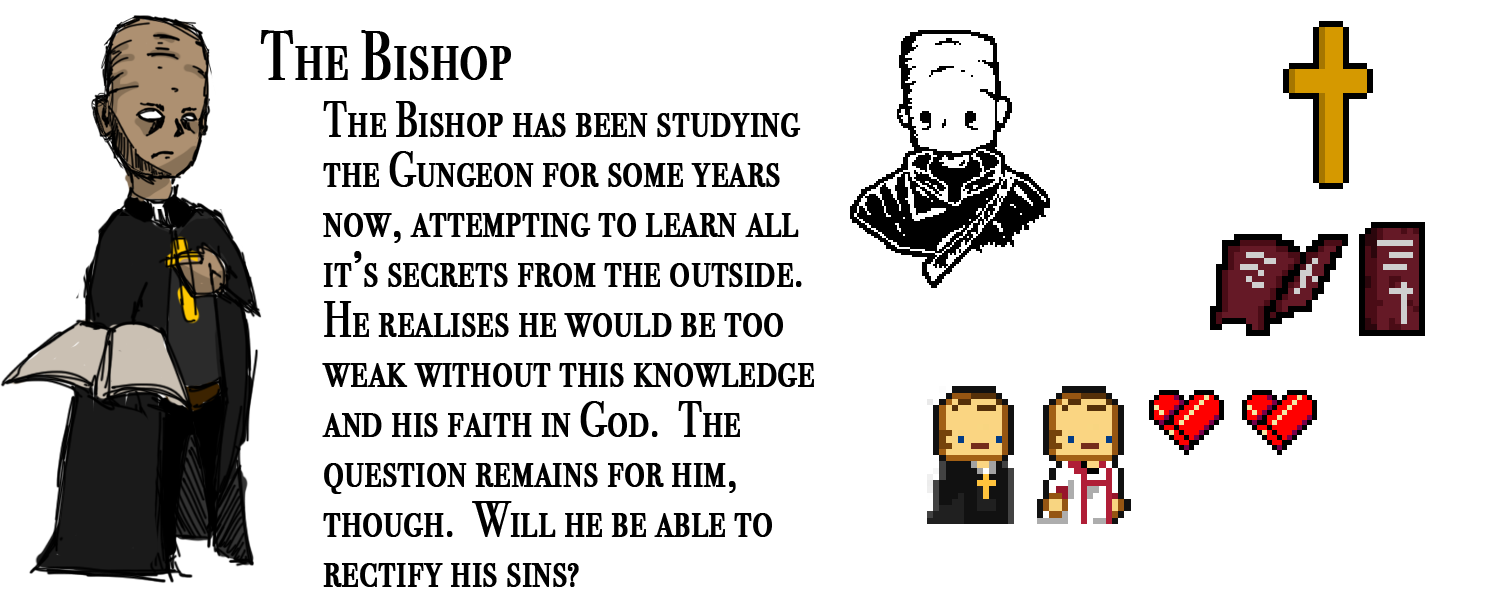 The Bishop
The Bishop has been studying
the Gungeon for some years
now, attempting to learn all
it's secrets from the outside.
He realises he would be too
weak without this knowledge
and his faith in God.  The
question remains for him,
though.  Will he be able to
rectify his sins?